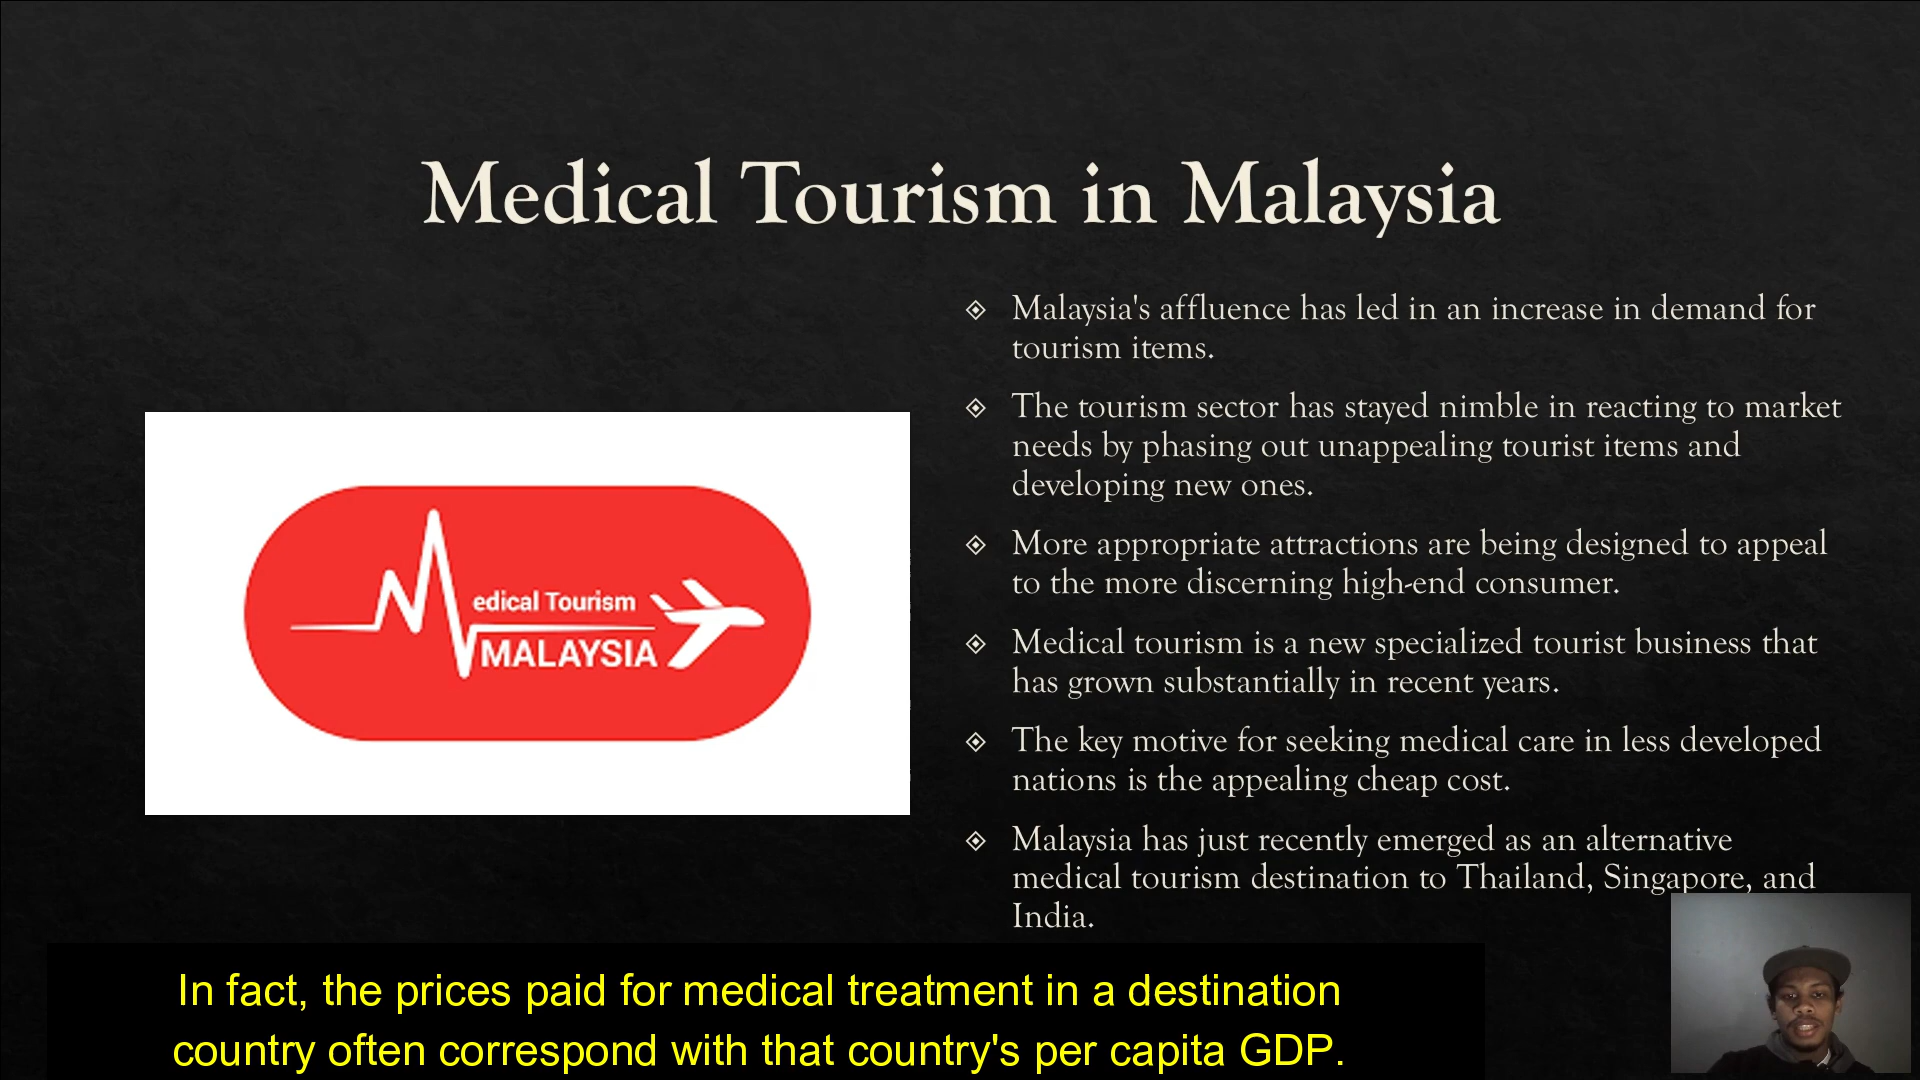 Medical Tourism in Malaysia
edical Tourism
MALAYSIA
Malaysia's affluence has led in an increase in demand for
tourism items.
The tourism sector has stayed nimble in reacting to market
needs by phasing out unappealing tourist items and
developing new ones.
More appropriate attractions are being designed to appeal
to the more discerning high-end consumer.
Medical tourism is a new specialized tourist business that
has grown substantially in recent years.
The key motive for seeking medical care in less developed
nations is the appealing cheap cost.
Malaysia has just recently emerged as an alternative
medical tourism destination to Thailand, Singapore, and
India.
In fact, the prices paid for medical treatment in a destination
country often correspond with that country's per capita GDP.